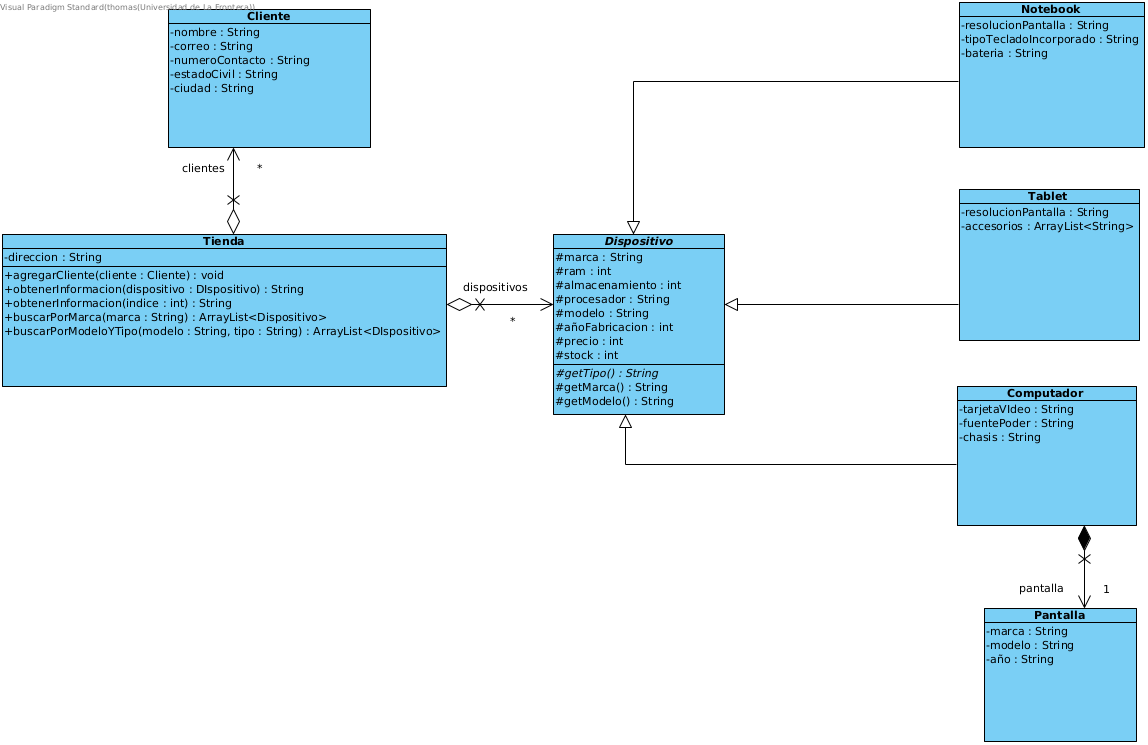 Visual Paradigm Standard(thomas(Universidad de La Frontera))
Cliente
-nombre : String
-correo : String
-numeroContacto : String
-estadoCivil : String
-ciudad : String
clientes
*
Tienda
-direccion : String
+agregarCliente(cliente : Cliente) : void
+obtenerInformacion(dispositivo : DIspositivo) : String
+obtenerInformacion(indice : int) : String
+buscarPorMarca(marca : String) : ArrayList<Dispositivo>
+buscarPorModeloYTipo(modelo : String, tipo : String) : ArrayList<DIspositivo>
dispositivos
*
Dispositivo
#marca : String
#ram : int
#almacenamiento : int
#procesador : String
#modelo : String
#añoFabricacion : int
#precio : int
#stock : int
#getTipo() : String
#getMarca() : String
#getModelo() : String
Notebook
-resolucionPantalla : String
-tipoTecladoIncorporado : String
-bateria : String
Tablet
-resolucionPantalla : String
-accesorios : ArrayList<String>
Computador
-tarjetaVIdeo : String
-fuentePoder : String
-chasis : String
pantalla
1
Pantalla
-marca : String
-modelo : String
-año : String